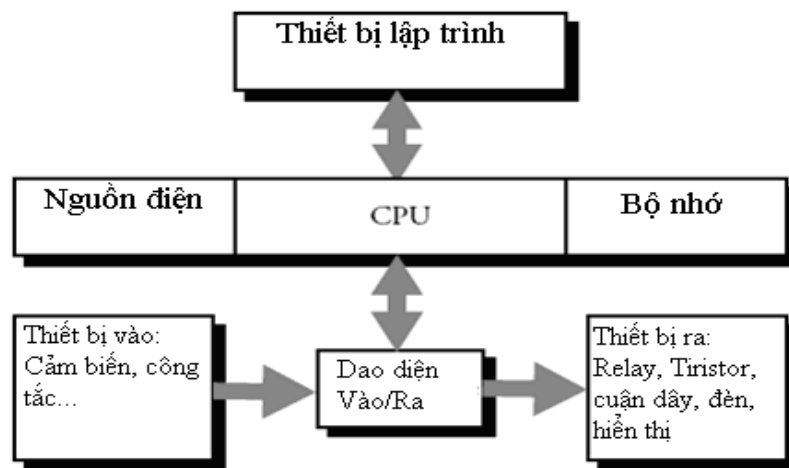 Thiết bị lập trình
Nguồn điện
CPU
Bộ nhớ
Thiết bị vào:
Cảm biến, công
tắc...
Dao diện
Vào/Ra
Thiết bị ra:
Relay, Tiristor,
cuận dây, đèn,
hiển thị